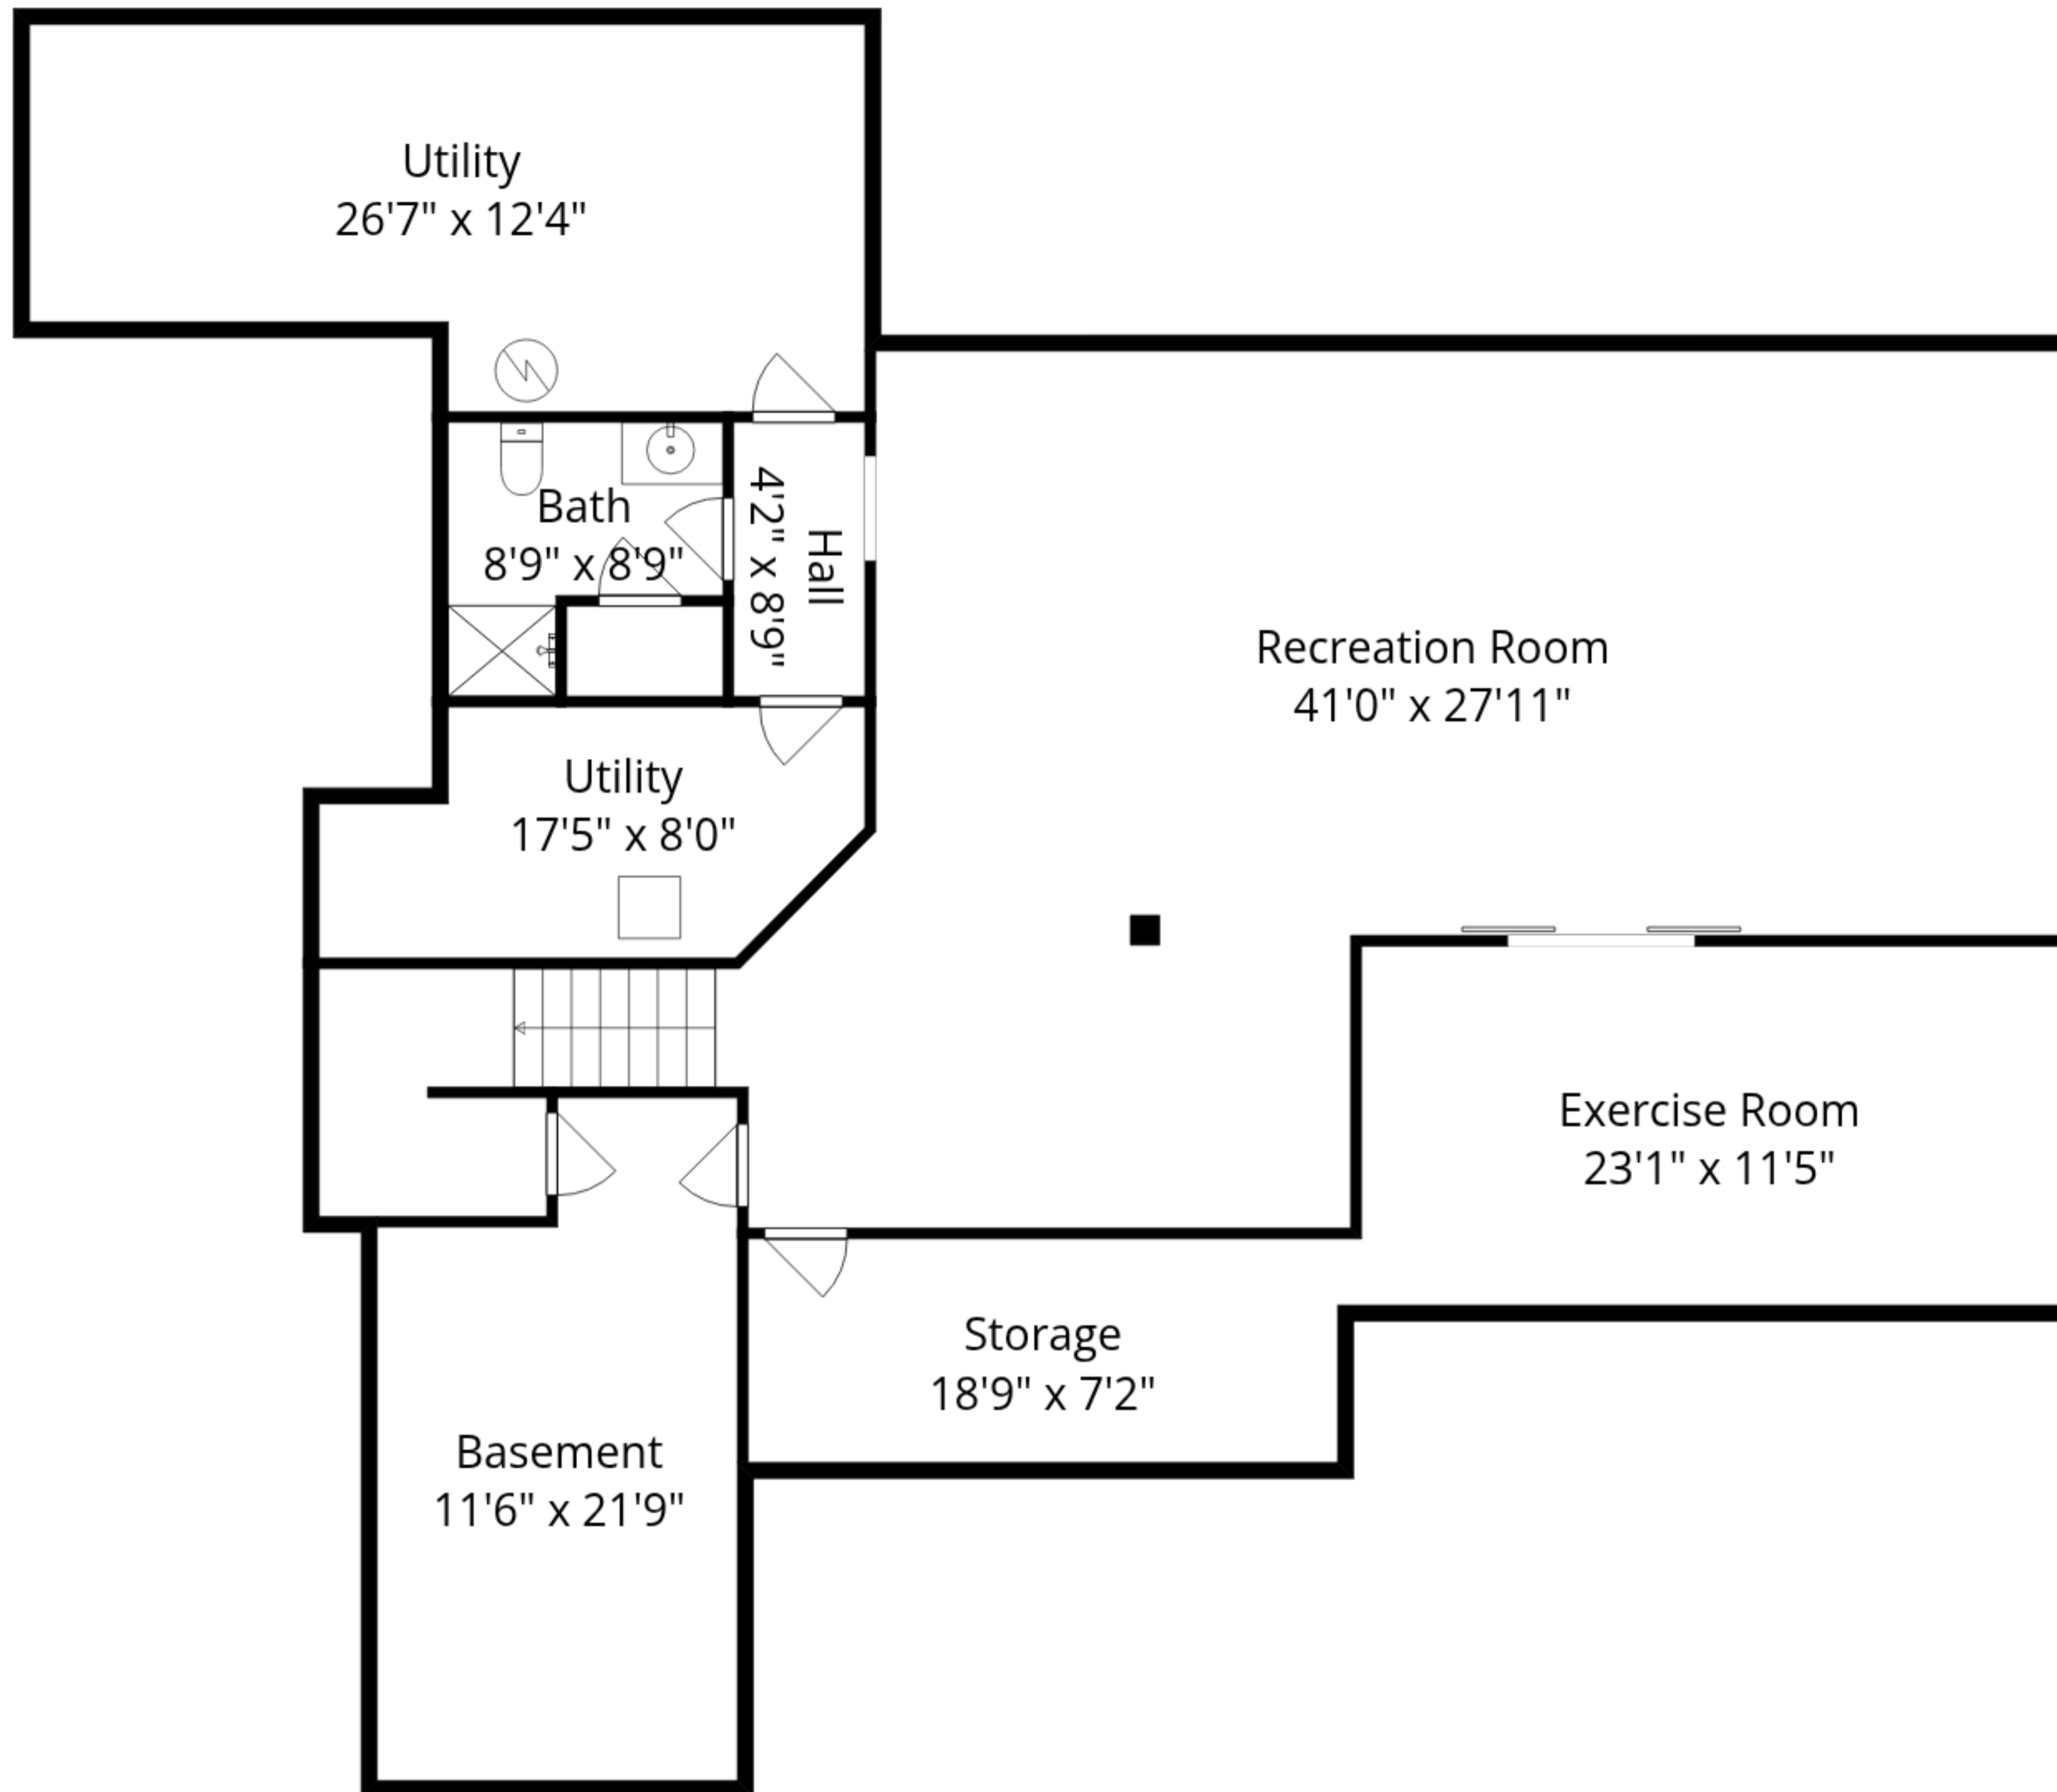 Utility
26'7" x 12'4"
Bath
8'9" x 8'9"
Hall
4'2" x 8'9"
Recreation Room
41'0" x 27'11"
Utility
17'5" x 8'0"
Exercise Room
23'1" x 11'5"
Storage
18'9" x 7'2"
Basement
11'6" x 21'9"